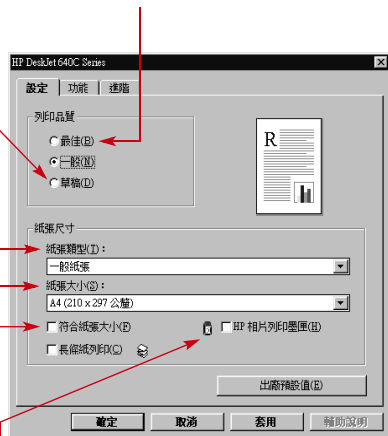 HP DeskJet 640C Series
設定 功能 進階
列印品質
最佳(B)
一般(N)
草稿(D)
R
紙張尺寸
紙張類型(T)：
一般紙張
紙張大小(S)：
A4 (210 x 297 公釐)
符合紙張大小(F) HP 相片列印墨匣(H)
長條紙列印(C)
出廠預設值(E)
確定 取消 套用 輔助說明